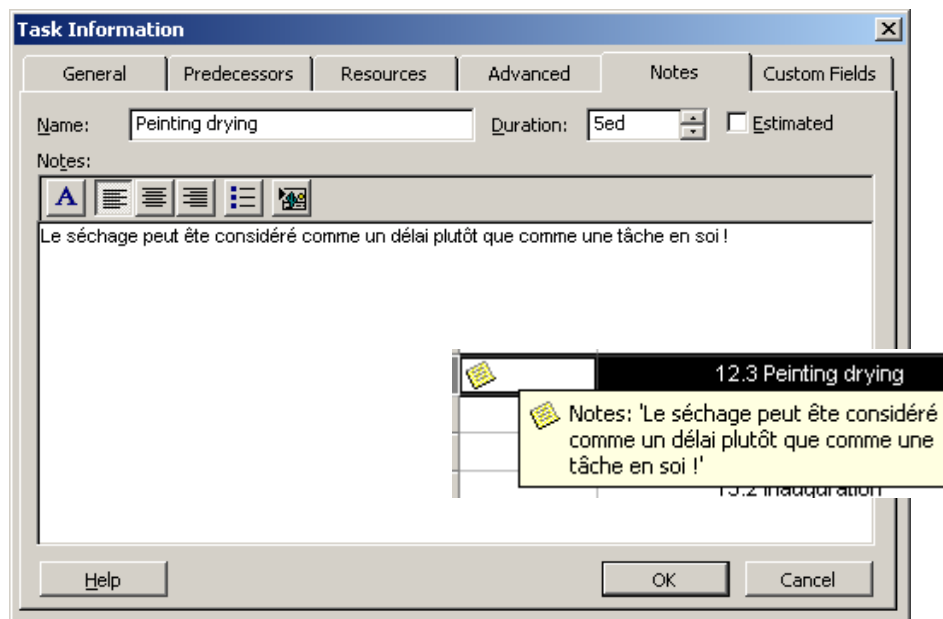 Task Information
General Predecessors Resources Advanced Notes Custom Fields
Name: Peinting drying Duration: 5ed Estimated
Notes:
A
Le séchage peut ête considéré comme un délai plutôt que comme une tâche en soi !
12.3 Peinting drying
Notes: 'Le séchage peut ête considéré
comme un délai plutôt que comme une
tâche en soi !'
13.2 Inauguration
Help OK Cancel